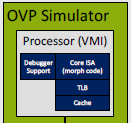 OVP Simulator
Processor (VMI)
Debugger
Support
Core ISA
(morph code)
TLB
Cache